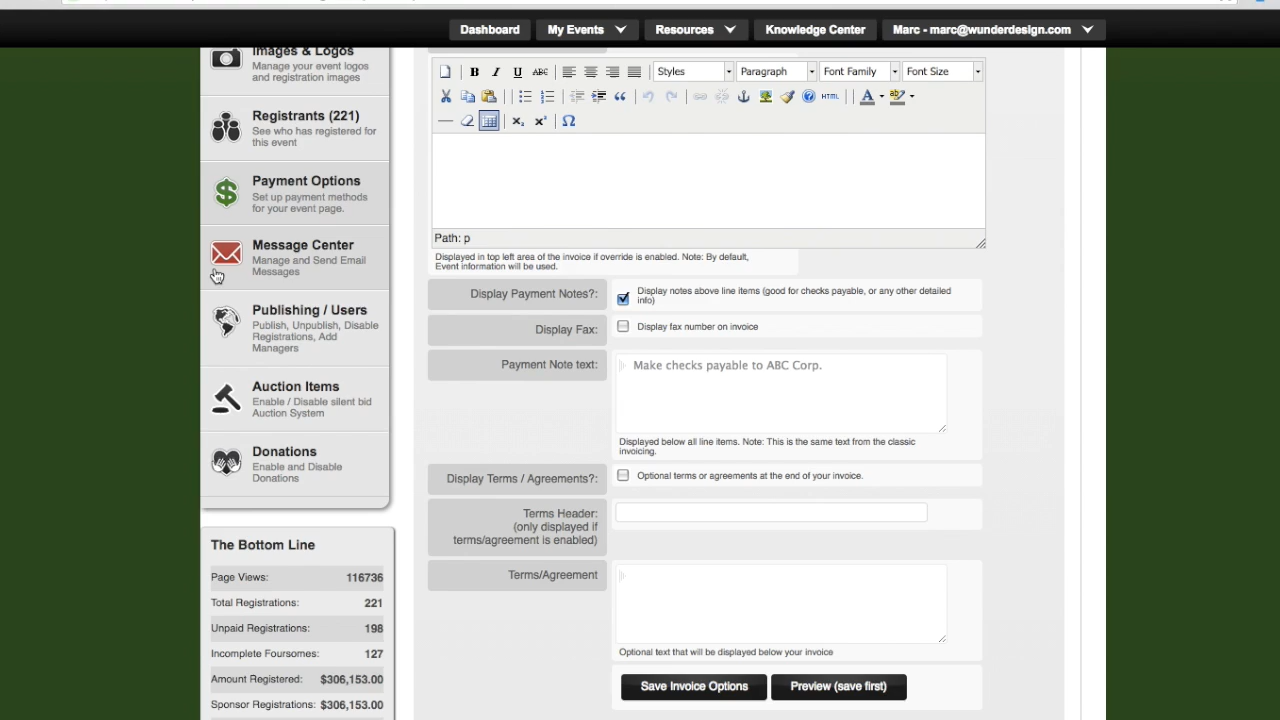 Dashboard
My Events
Resources
Knowledge Center
Marc - marc@wunderdesign.com
Images & Logos
Manage your event logos
and registration images
Registrants (221)
See who has registered for
this event
Payment Options
Set up payment methods
for your event page.
Message Center
Manage and Send Email
Messages
Publishing / Users
Publish, Unpublish, Disable
Registrations, Add
Managers
Auction Items
Enable / Disable silent bid
Auction System
Donations
Enable and Disable
Donations
The Bottom Line
Page Views: 116736
Total Registrations: 221
Unpaid Registrations: 198
Incomplete Foursomes: 127
Amount Registered: $306,153.00
Sponsor Registrations: $306,153.00
B I U ABC Styles Paragraph Font Family Font Size
HTML A ab
x₂ x² Ω
Path: p
Displayed in top left area of the invoice if override is enabled. Note: By default,
Event information will be used.
Display Payment Notes?:
Display notes above line items (good for checks payable, or any other detailed
info)
Display Fax:
Display fax number on invoice
Payment Note text:
Make checks payable to ABC Corp.
Displayed below all line items. Note: This is the same text from the classic
invoicing.
Display Terms / Agreements?:
Optional terms or agreements at the end of your invoice.
Terms Header:
(only displayed if
terms/agreement is enabled)
Terms/Agreement
Optional text that will be displayed below your invoice
Save Invoice Options
Preview (save first)